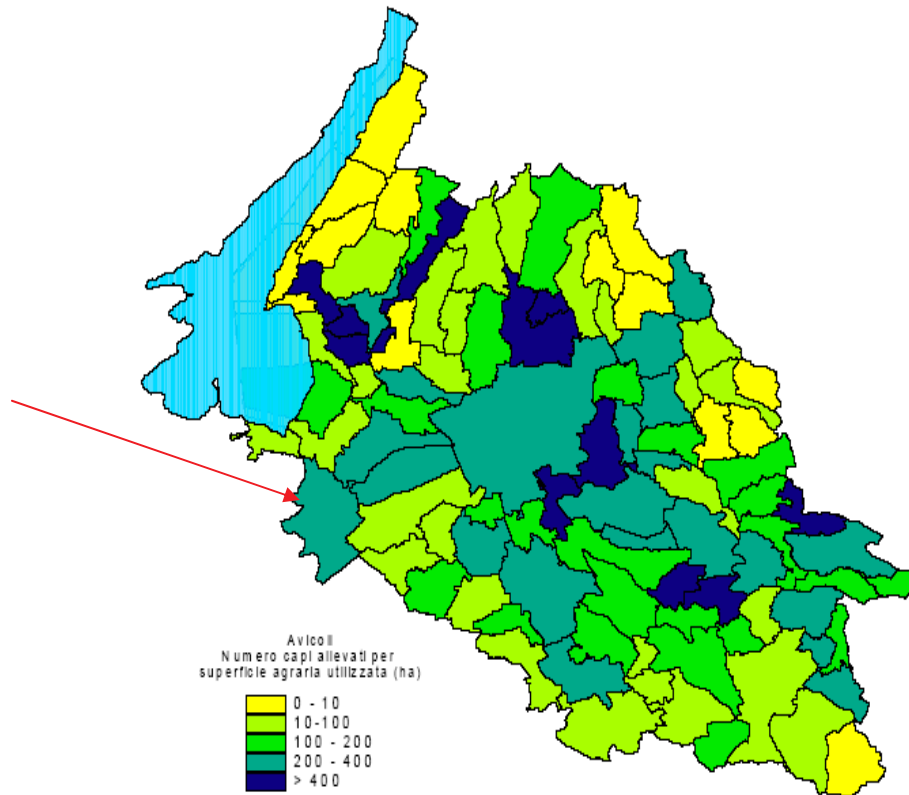 Avicoli
Numero capi allevati per
superficie agraria utilizzata (ha)
0 - 10
10-100
100 - 200
200 - 400
> 400